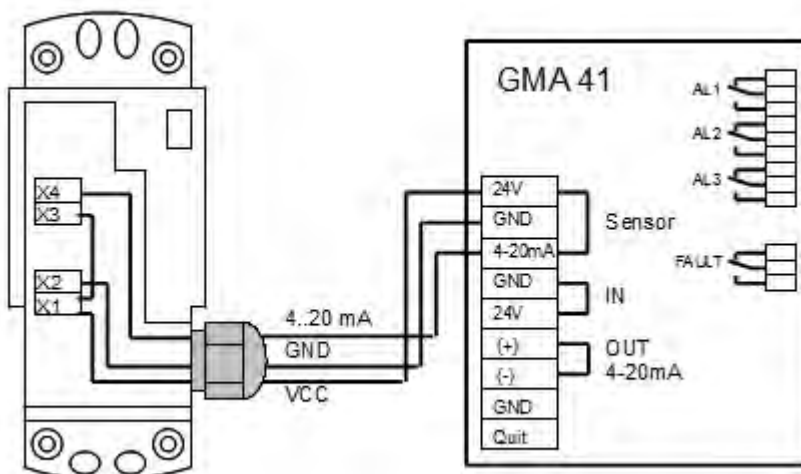 X4
X3
X2
X1
4..20 mA
GND
VCC
GMA 41
24V
GND
4-20mA
GND
24V
(+)
(-)
GND
Quit
Sensor
IN
OUT
4-20mA
AL1
AL2
AL3
FAULT